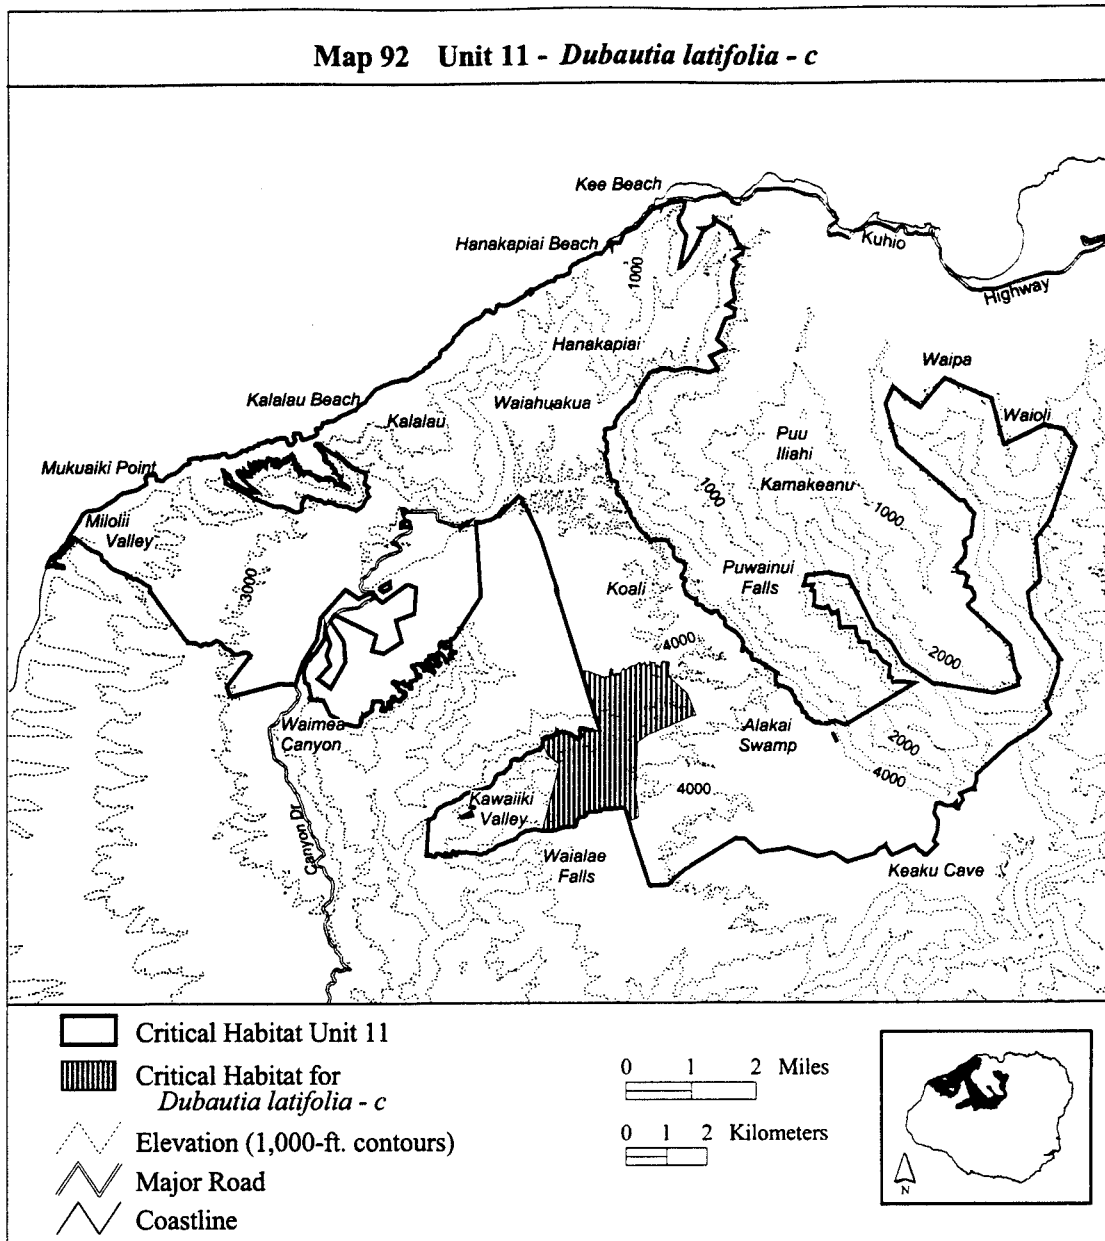 Map 92 Unit 11 - Dubautia latifolia - c
Kee Beach
Hanakapiai Beach
Kuhio
Highway
1000
Hanakapiai
Waipa
Kalalau Beach
Waiahuakua
Kalalau
Waioli
Puu
Iliahi
Mukuaiki Point
Kamakeanu
1000
1000
Milolii
Valley
Puwainui
Falls
3000
Koali
4000
2000
Waimea
Canyon
Alakai
Swamp
2000
4000
4000
Kawaiiki
Valley
Canyon Dr
Waialae
Falls
Keaku Cave
Critical Habitat Unit 11
Critical Habitat for
Dubautia latifolia - c
Elevation (1,000-ft. contours)
Major Road
Coastline
0 1 2 Miles
0 1 2 Kilometers
N